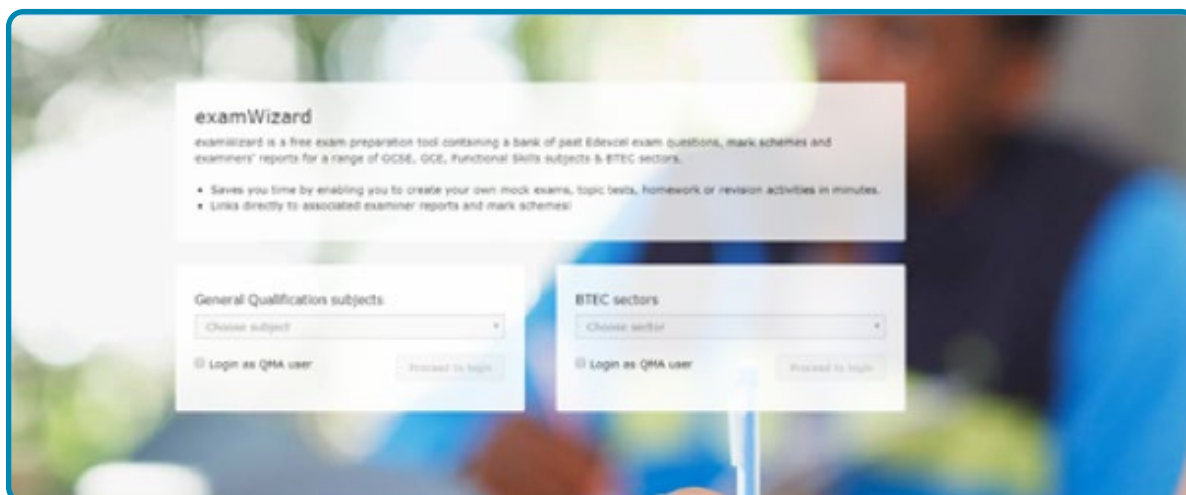 examWizard
examWizard is a free exam preparation tool containing a bank of past Edexcel exam questions, mark schemes and
examiners' reports for a range of GCSE, GCE, Functional Skills subjects & BTEC sectors.
• Saves you time by enabling you to create your own mock exams, topic tests, homework or revision activities in minutes.
• Links directly to associated examiner reports and mark schemes!
General Qualification subjects
Choose subject
Login as QMA user
Proceed to login
BTEC sectors
Choose sector
Login as QMA user
Proceed to login